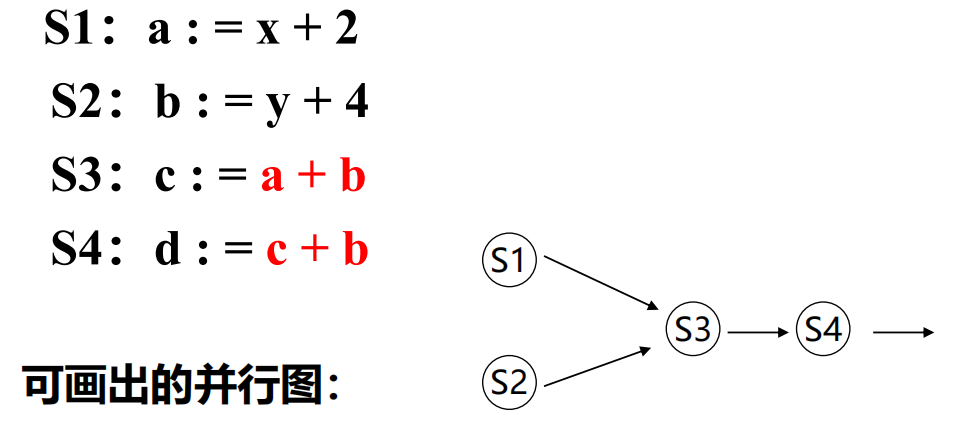 S1：a : = x + 2
S2：b : = y + 4
S3：c : = a + b
S4：d : = c + b
S1
S3
S4
S2
可画出的并行图：